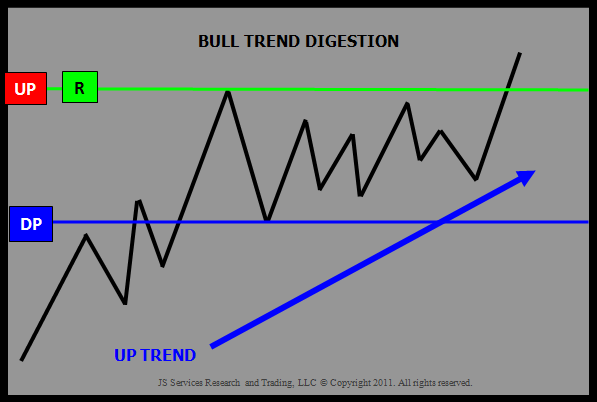 BULL TREND DIGESTION
UP
R
DP
UP TREND
JS Services Research and Trading, LLC © Copyright 2011. All rights reserved.